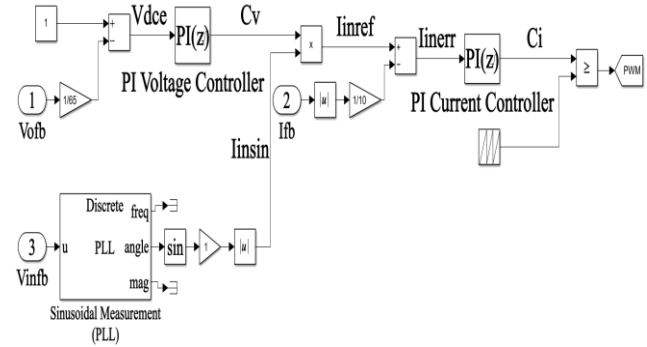 1
+
−
Vdce
PI(z)
Cv
PI Voltage Controller
1
Vofb
1/65
x
Iinref
+
−
Iinerr
PI(z)
Ci
PI Current Controller
≥
PWM
2
Ifb
|u|
1/10
Iinsin
3
Vinfb
u
Discrete
PLL
freq
angle
mag
sin
1
|u|
Sinusoidal Measurement
(PLL)